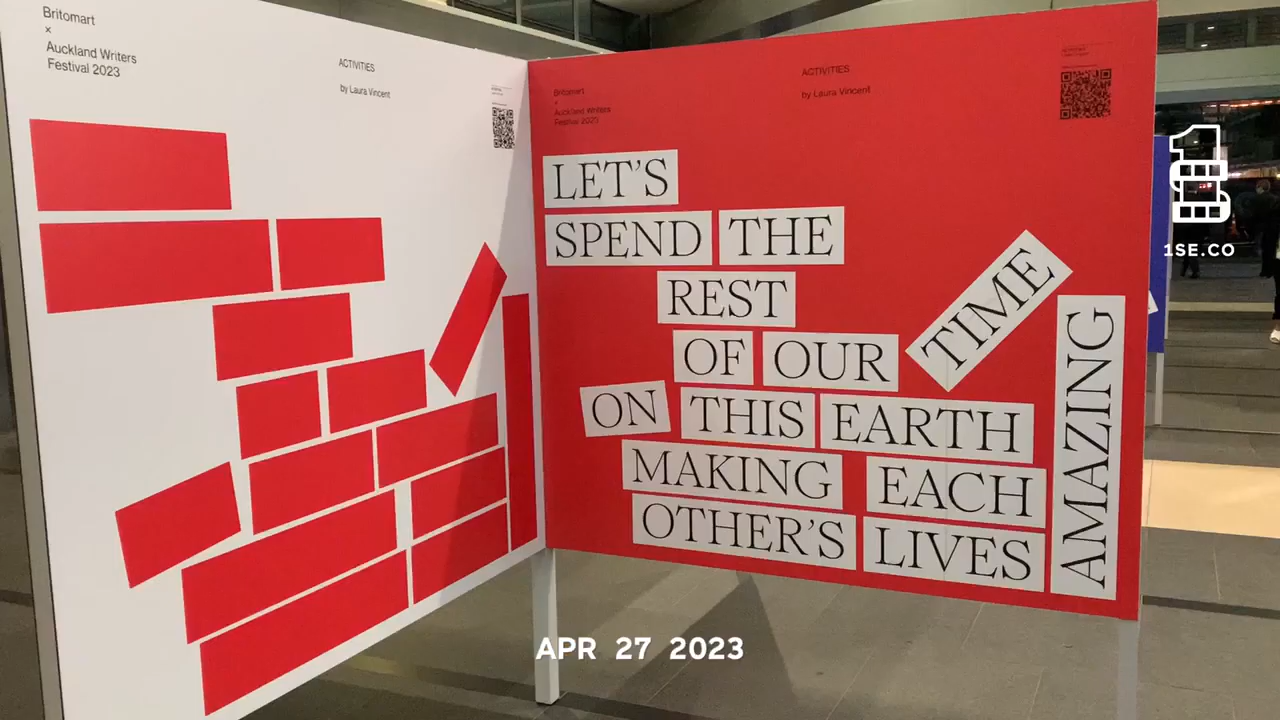 Britomart
×
Auckland Writers
Festival 2023
ACTIVITIES
by Laura Vincent
Britomart
×
Auckland Writers
Festival 2023
ACTIVITIES
by Laura Vincent
LET'S
SPEND THE
REST
OF OUR TIME
ON THIS EARTH
MAKING EACH
OTHER'S LIVES
AMAZING
1SE.CO
APR 27 2023